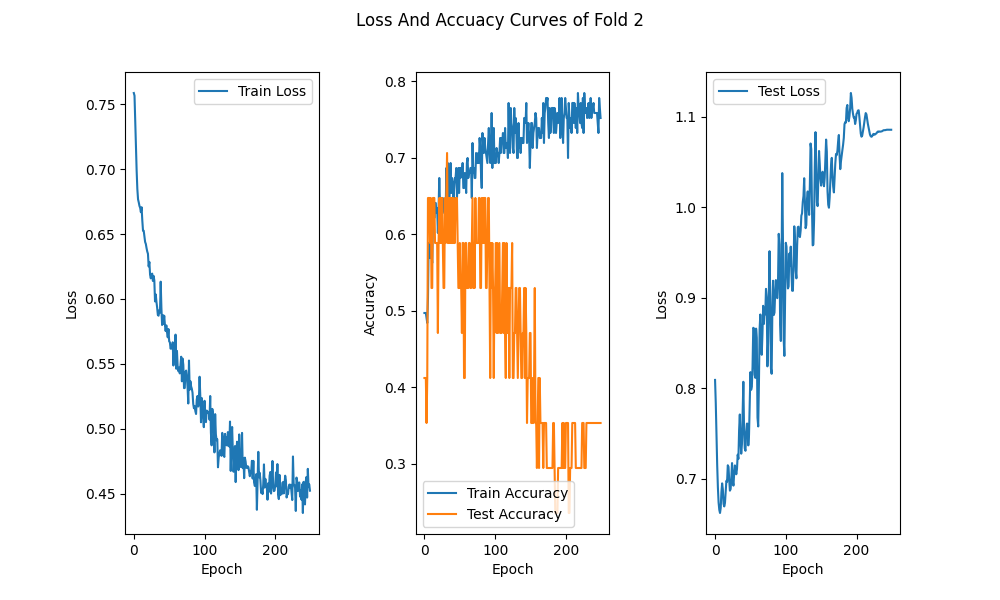 Loss And Accuacy Curves of Fold 2
Train Loss
0.75
0.70
0.65
0.60
0.55
0.50
0.45
0
100
200
Loss
Epoch
0.8
0.7
0.6
0.5
0.4
0.3
Accuracy
Train Accuracy
Test Accuracy
0
100
200
Epoch
Test Loss
1.1
1.0
0.9
0.8
0.7
Loss
0
100
200
Epoch